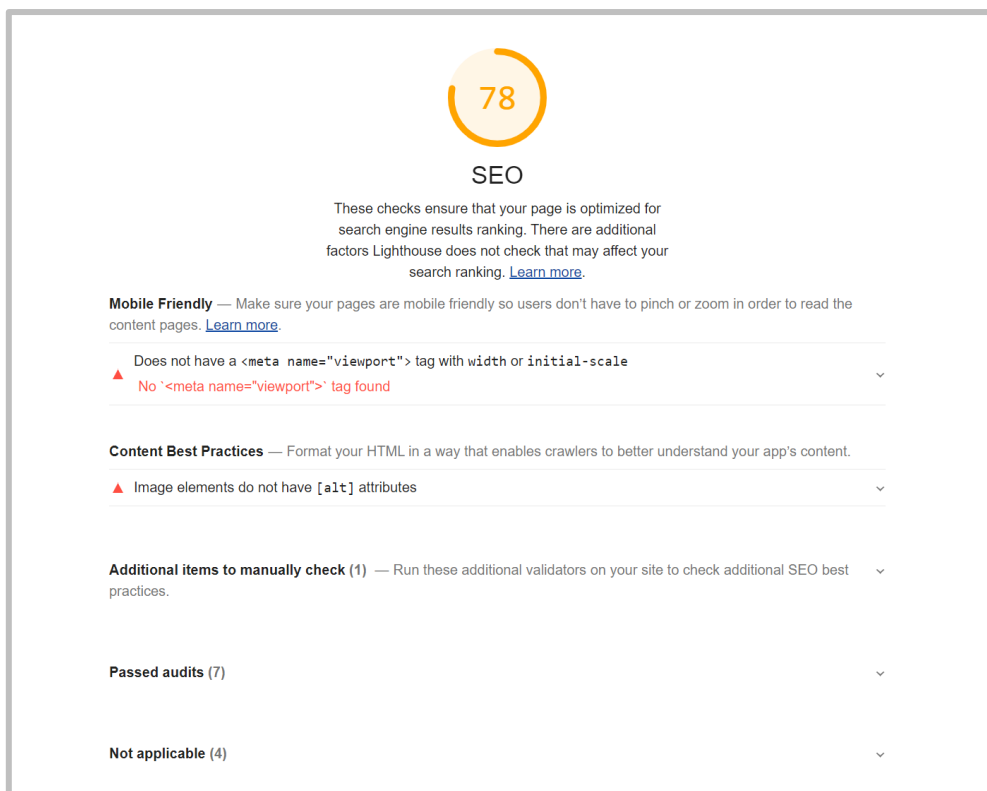 78
SEO
These checks ensure that your page is optimized for
search engine results ranking. There are additional
factors Lighthouse does not check that may affect your
search ranking. Learn more.
Mobile Friendly — Make sure your pages are mobile friendly so users don't have to pinch or zoom in order to read the
content pages. Learn more.
Does not have a <meta name="viewport"> tag with width or initial-scale
No `<meta name="viewport">` tag found
Content Best Practices — Format your HTML in a way that enables crawlers to better understand your app's content.
Image elements do not have [alt] attributes
Additional items to manually check (1) — Run these additional validators on your site to check additional SEO best
practices.
Passed audits (7)
Not applicable (4)